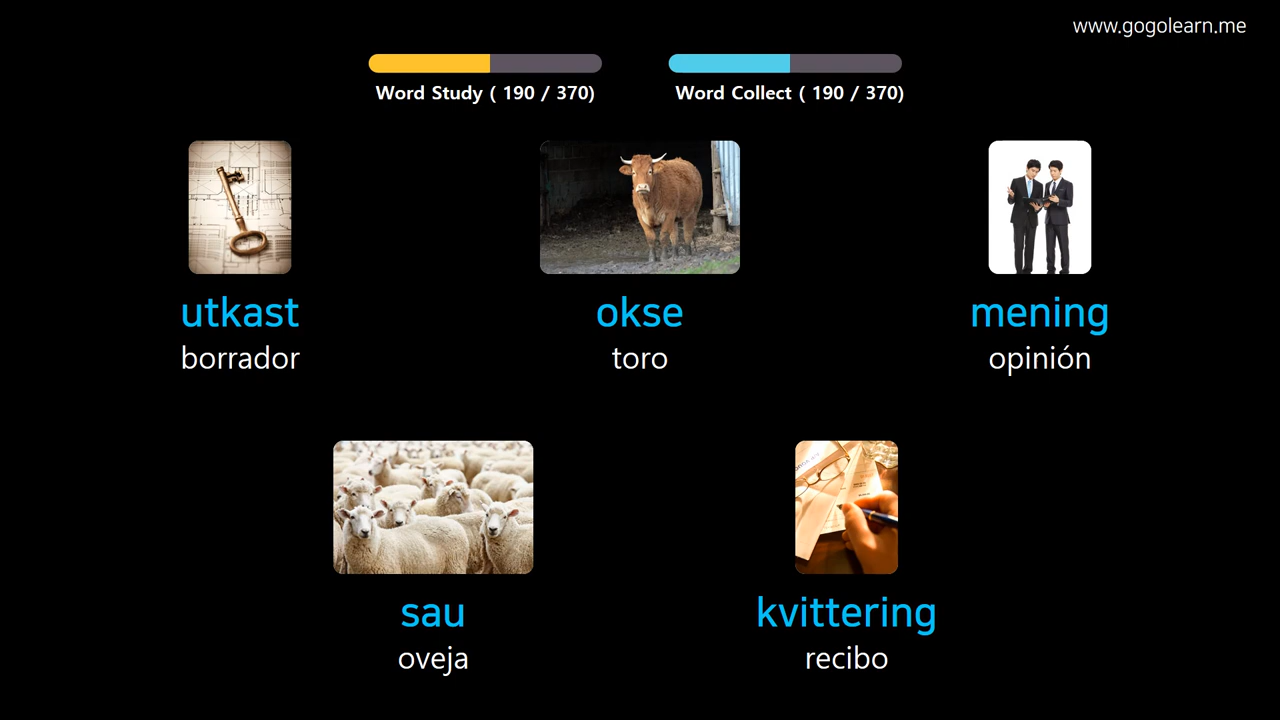 www.gogolearn.me
Word Study ( 190 / 370)
Word Collect ( 190 / 370)
utkast
borrador
okse
toro
mening
opinión
sau
oveja
kvittering
recibo